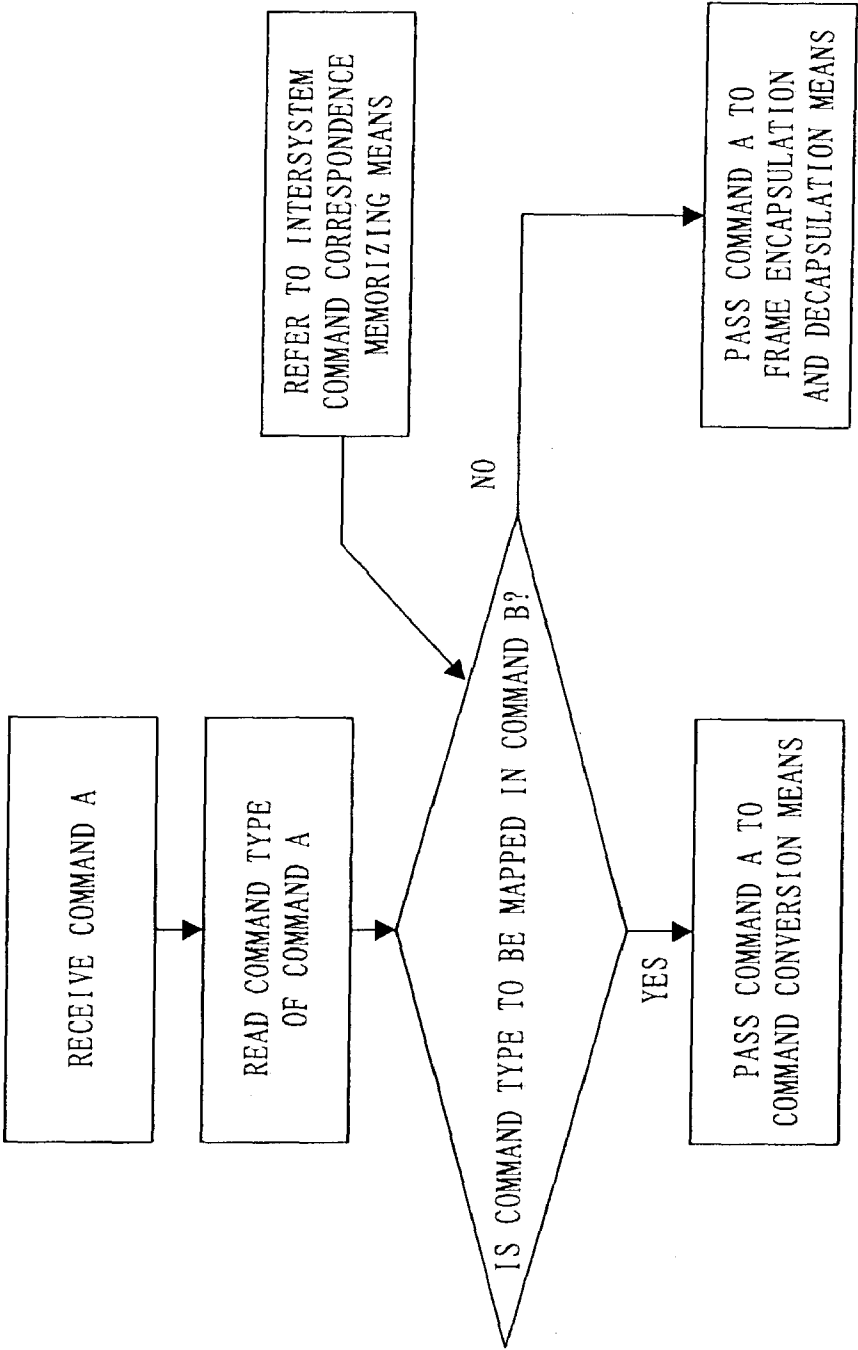 RECEIVE COMMAND A
READ COMMAND TYPE
OF COMMAND A
REFER TO INTERSYSTEM
COMMAND CORRESPONDENCE
MEMORIZING MEANS
IS COMMAND TYPE TO BE MAPPED IN COMMAND B?
NO
YES
PASS COMMAND A TO
COMMAND CONVERSION MEANS
PASS COMMAND A TO
FRAME ENCAPSULATION
AND DECAPSULATION MEANS